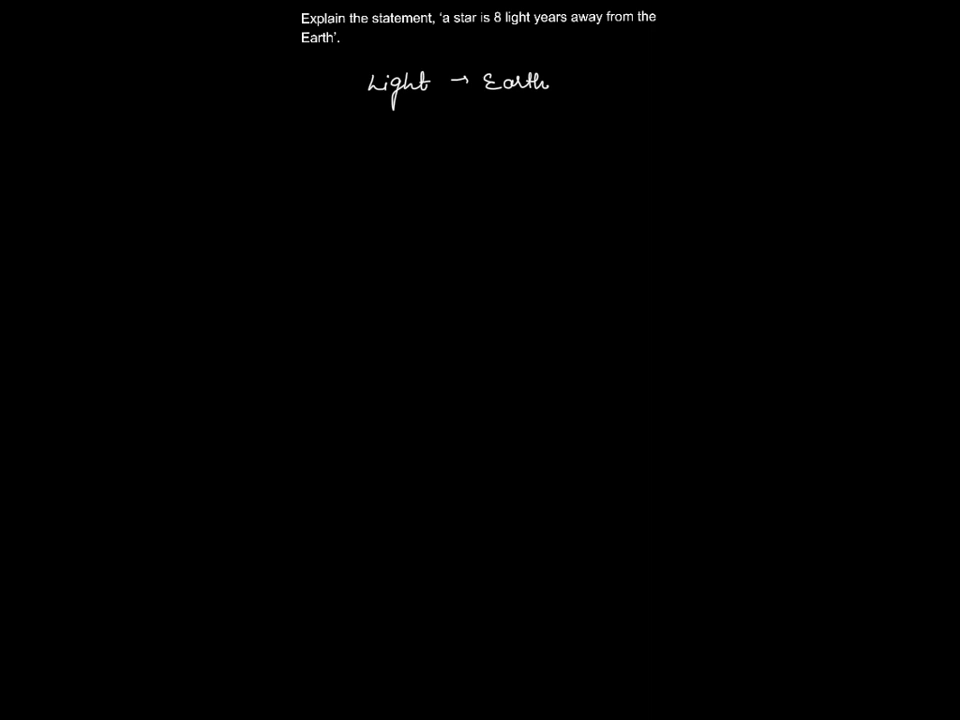 Explain the statement, ‘a star is 8 light years away from the
Earth’.
Light → Earth